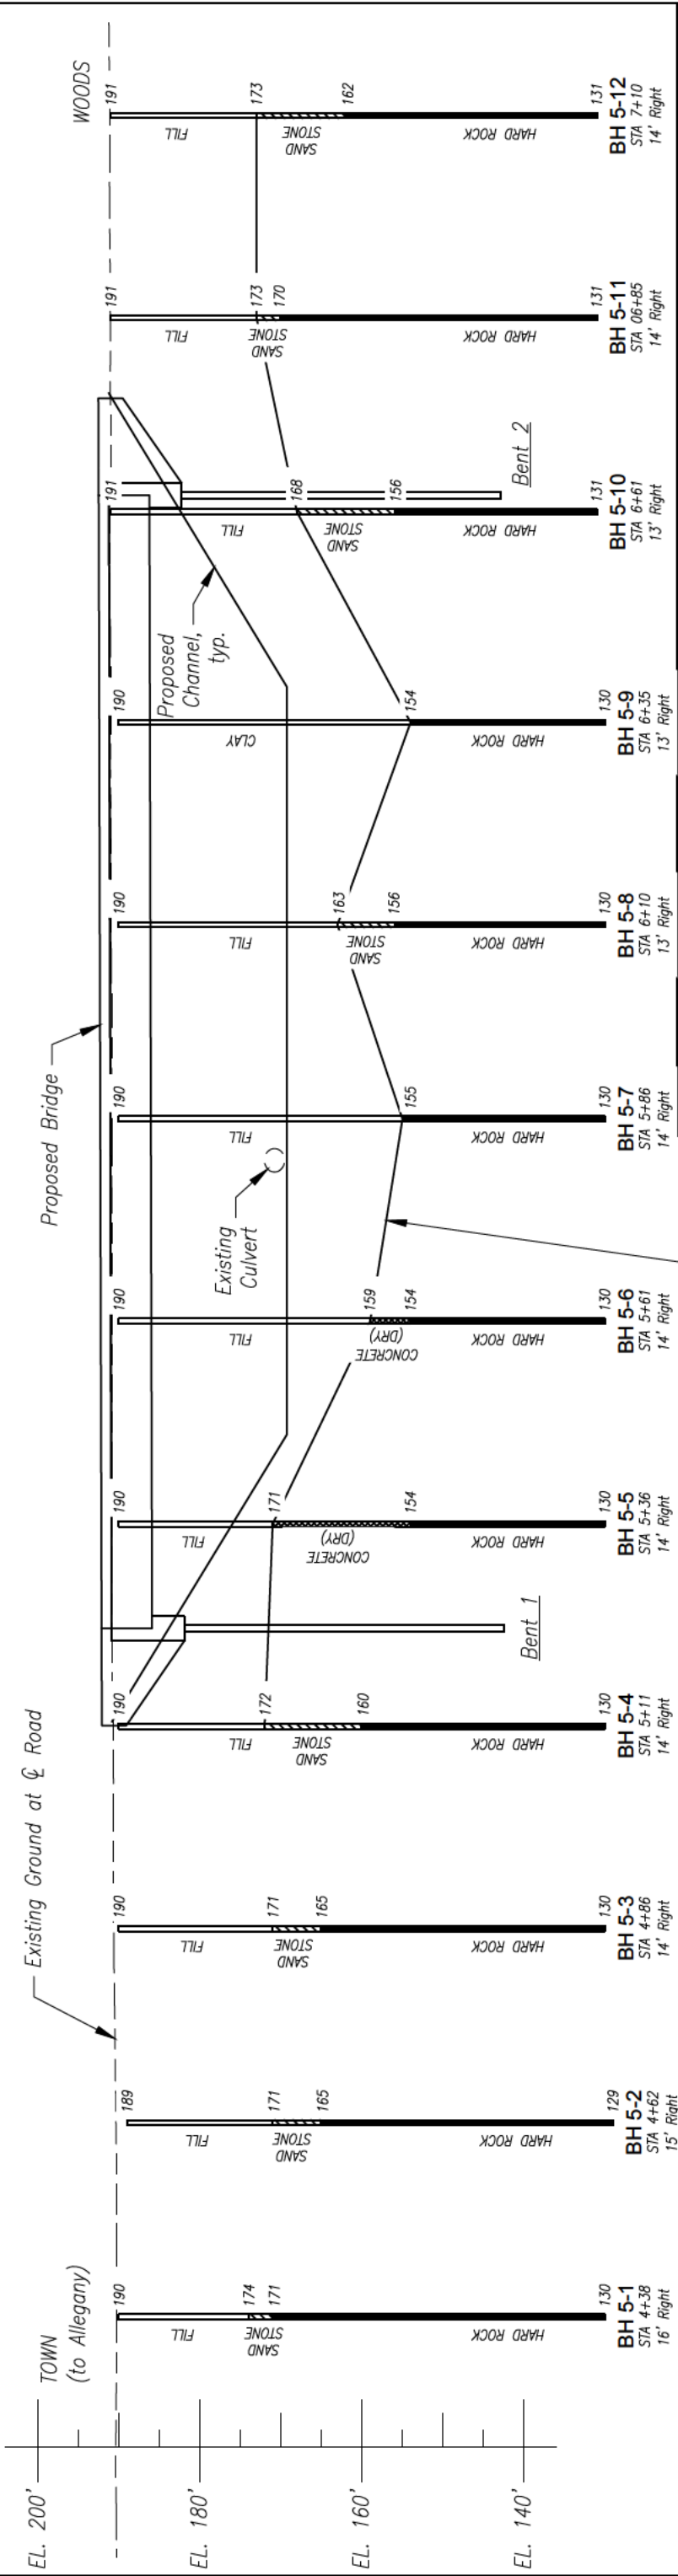 EL. 200'
EL. 180'
EL. 160'
EL. 140'
TOWN
(to Allegany)
Existing Ground at ℄ Road
Proposed Bridge
Existing
Culvert
Proposed
Channel,
typ.
WOODS
Bent 1
Bent 2
190
FILL
174
SAND
STONE
171
HARD ROCK
130
BH 5-1
STA 4+38
16' Right
189
FILL
171
SAND
STONE
165
HARD ROCK
129
BH 5-2
STA 4+62
15' Right
190
FILL
171
SAND
STONE
165
HARD ROCK
130
BH 5-3
STA 4+86
14' Right
190
FILL
172
SAND
STONE
160
HARD ROCK
130
BH 5-4
STA 5+11
14' Right
190
FILL
171
CONCRETE
(DRY)
154
HARD ROCK
130
BH 5-5
STA 5+36
14' Right
190
FILL
159
CONCRETE
(DRY)
154
HARD ROCK
130
BH 5-6
STA 5+61
14' Right
190
FILL
155
HARD ROCK
130
BH 5-7
STA 5+86
14' Right
190
FILL
163
SAND
STONE
156
HARD ROCK
130
BH 5-8
STA 6+10
13' Right
190
CLAY
154
HARD ROCK
130
BH 5-9
STA 6+35
13' Right
191
FILL
168
SAND
STONE
156
HARD ROCK
131
BH 5-10
STA 6+61
13' Right
191
FILL
173
SAND
STONE
170
HARD ROCK
131
BH 5-11
STA 06+85
14' Right
191
FILL
173
SAND
STONE
162
HARD ROCK
131
BH 5-12
STA 7+10
14' Right